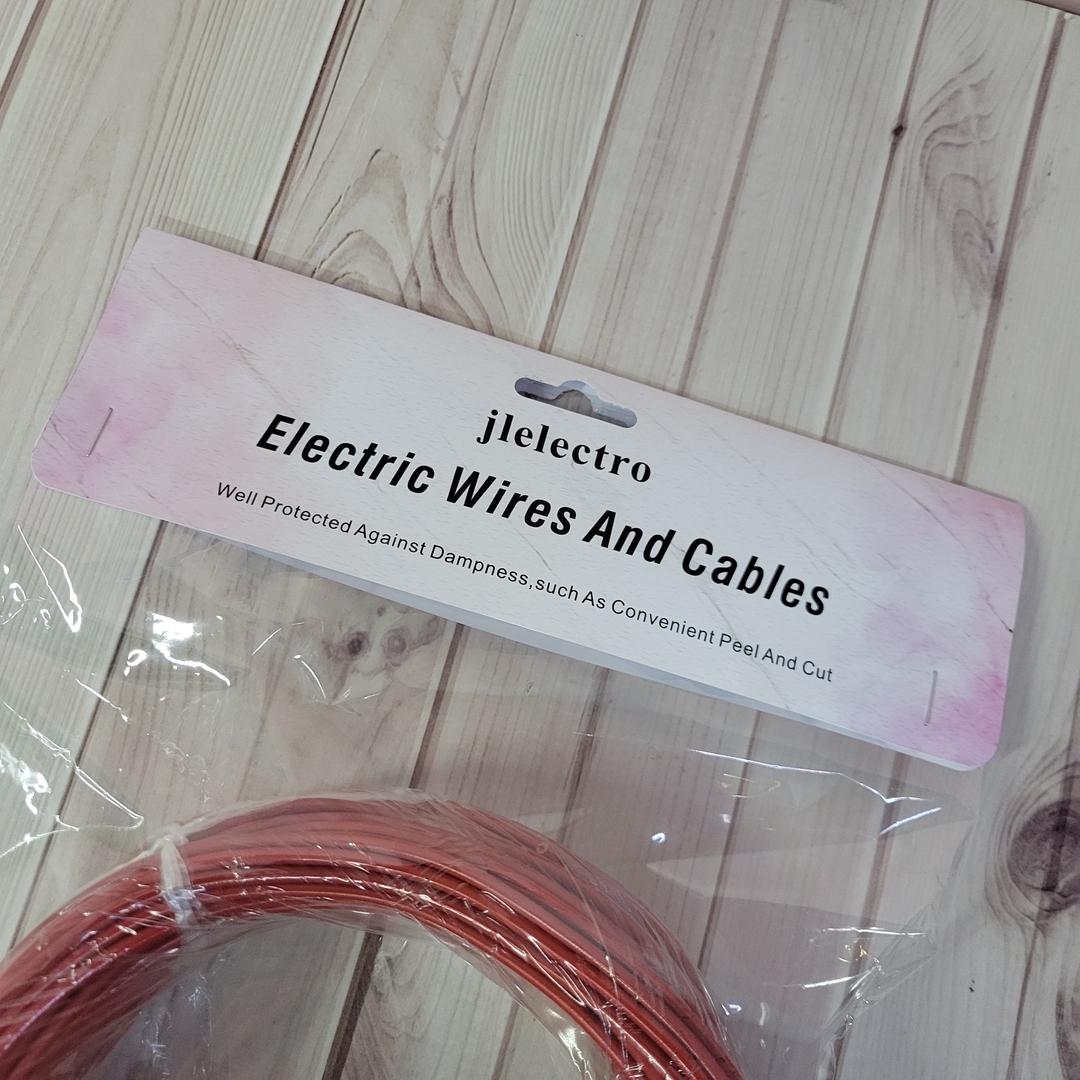 jlelectro
Electric Wires And Cables
Well Protected Against Dampness,such As Convenient Peel And Cut